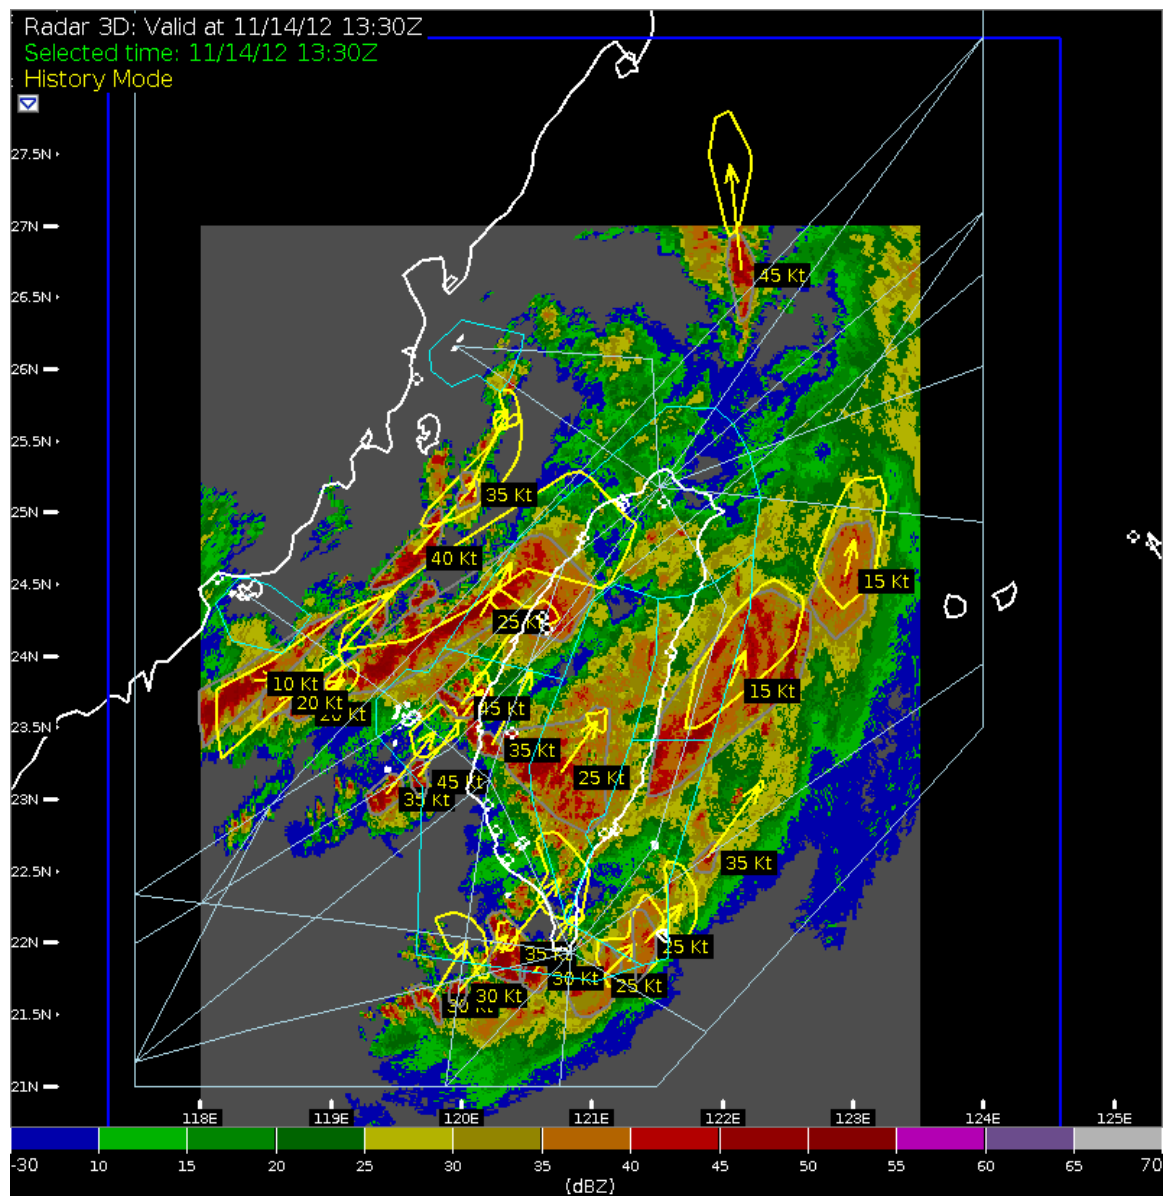 Radar 3D: Valid at 11/14/12 13:30Z
Selected time: 11/14/12 13:30Z
History Mode
27.5N
27N
45 Kt
26.5N
26N
25.5N
35 Kt
25N
40 Kt
24.5N
15 Kt
25 Kt
24N
10 Kt
15 Kt
20 Kt
20 Kt
45 Kt
23.5N
35 Kt
25 Kt
45 Kt
23N
35 Kt
35 Kt
22.5N
22N
25 Kt
35 Kt
30 Kt
25 Kt
30 Kt
30 Kt
21.5N
21N
118E 119E 120E 121E 122E 123E 124E 125E
-30 10 15 20 25 30 35 40 45 50 55 60 65 70
(dBZ)